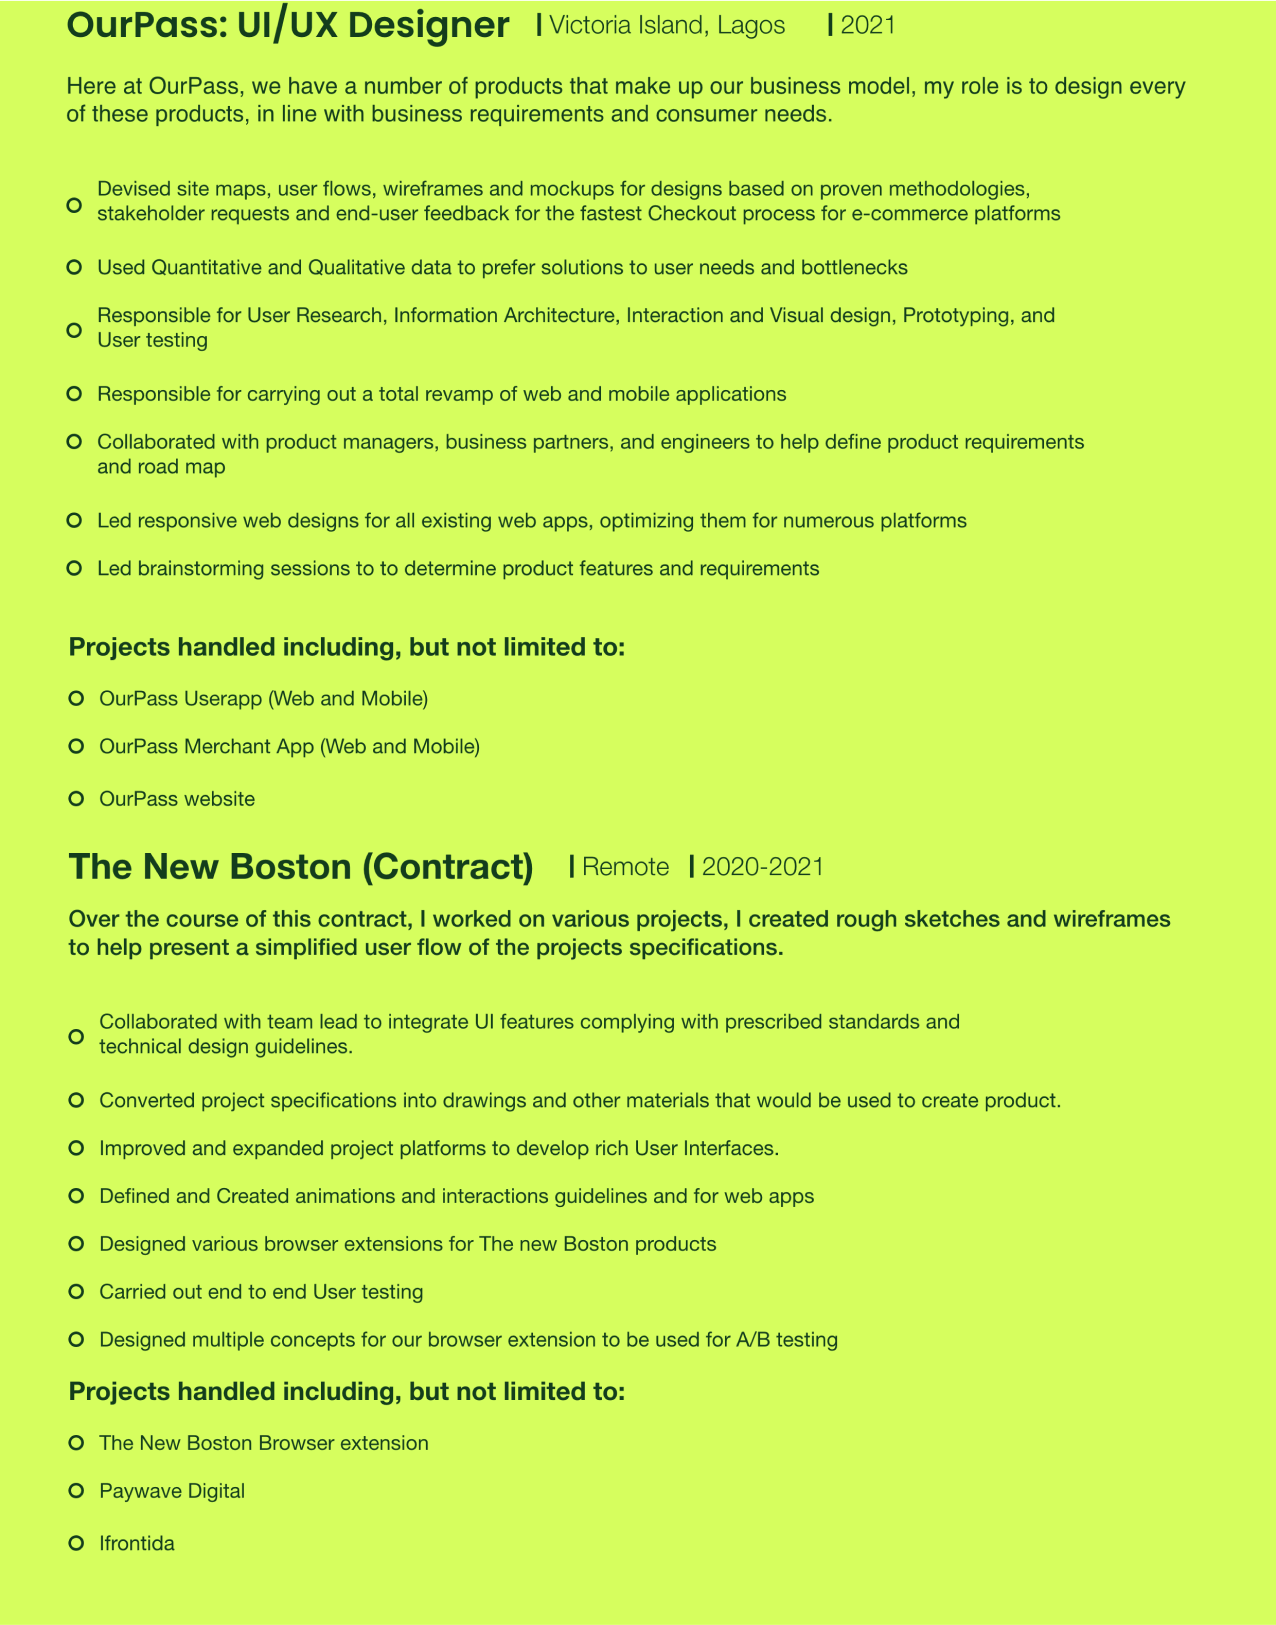 OurPass: UI/UX Designer | Victoria Island, Lagos | 2021
Here at OurPass, we have a number of products that make up our business model, my role is to design every
of these products, in line with business requirements and consumer needs.
Devised site maps, user flows, wireframes and mockups for designs based on proven methodologies,
stakeholder requests and end-user feedback for the fastest Checkout process for e-commerce platforms
Used Quantitative and Qualitative data to prefer solutions to user needs and bottlenecks
Responsible for User Research, Information Architecture, Interaction and Visual design, Prototyping, and
User testing
Responsible for carrying out a total revamp of web and mobile applications
Collaborated with product managers, business partners, and engineers to help define product requirements
and road map
Led responsive web designs for all existing web apps, optimizing them for numerous platforms
Led brainstorming sessions to to determine product features and requirements
Projects handled including, but not limited to:
OurPass Userapp (Web and Mobile)
OurPass Merchant App (Web and Mobile)
OurPass website
The New Boston (Contract) | Remote | 2020-2021
Over the course of this contract, I worked on various projects, I created rough sketches and wireframes
to help present a simplified user flow of the projects specifications.
Collaborated with team lead to integrate UI features complying with prescribed standards and
technical design guidelines.
Converted project specifications into drawings and other materials that would be used to create product.
Improved and expanded project platforms to develop rich User Interfaces.
Defined and Created animations and interactions guidelines and for web apps
Designed various browser extensions for The new Boston products
Carried out end to end User testing
Designed multiple concepts for our browser extension to be used for A/B testing
Projects handled including, but not limited to:
The New Boston Browser extension
Paywave Digital
Ifrontida